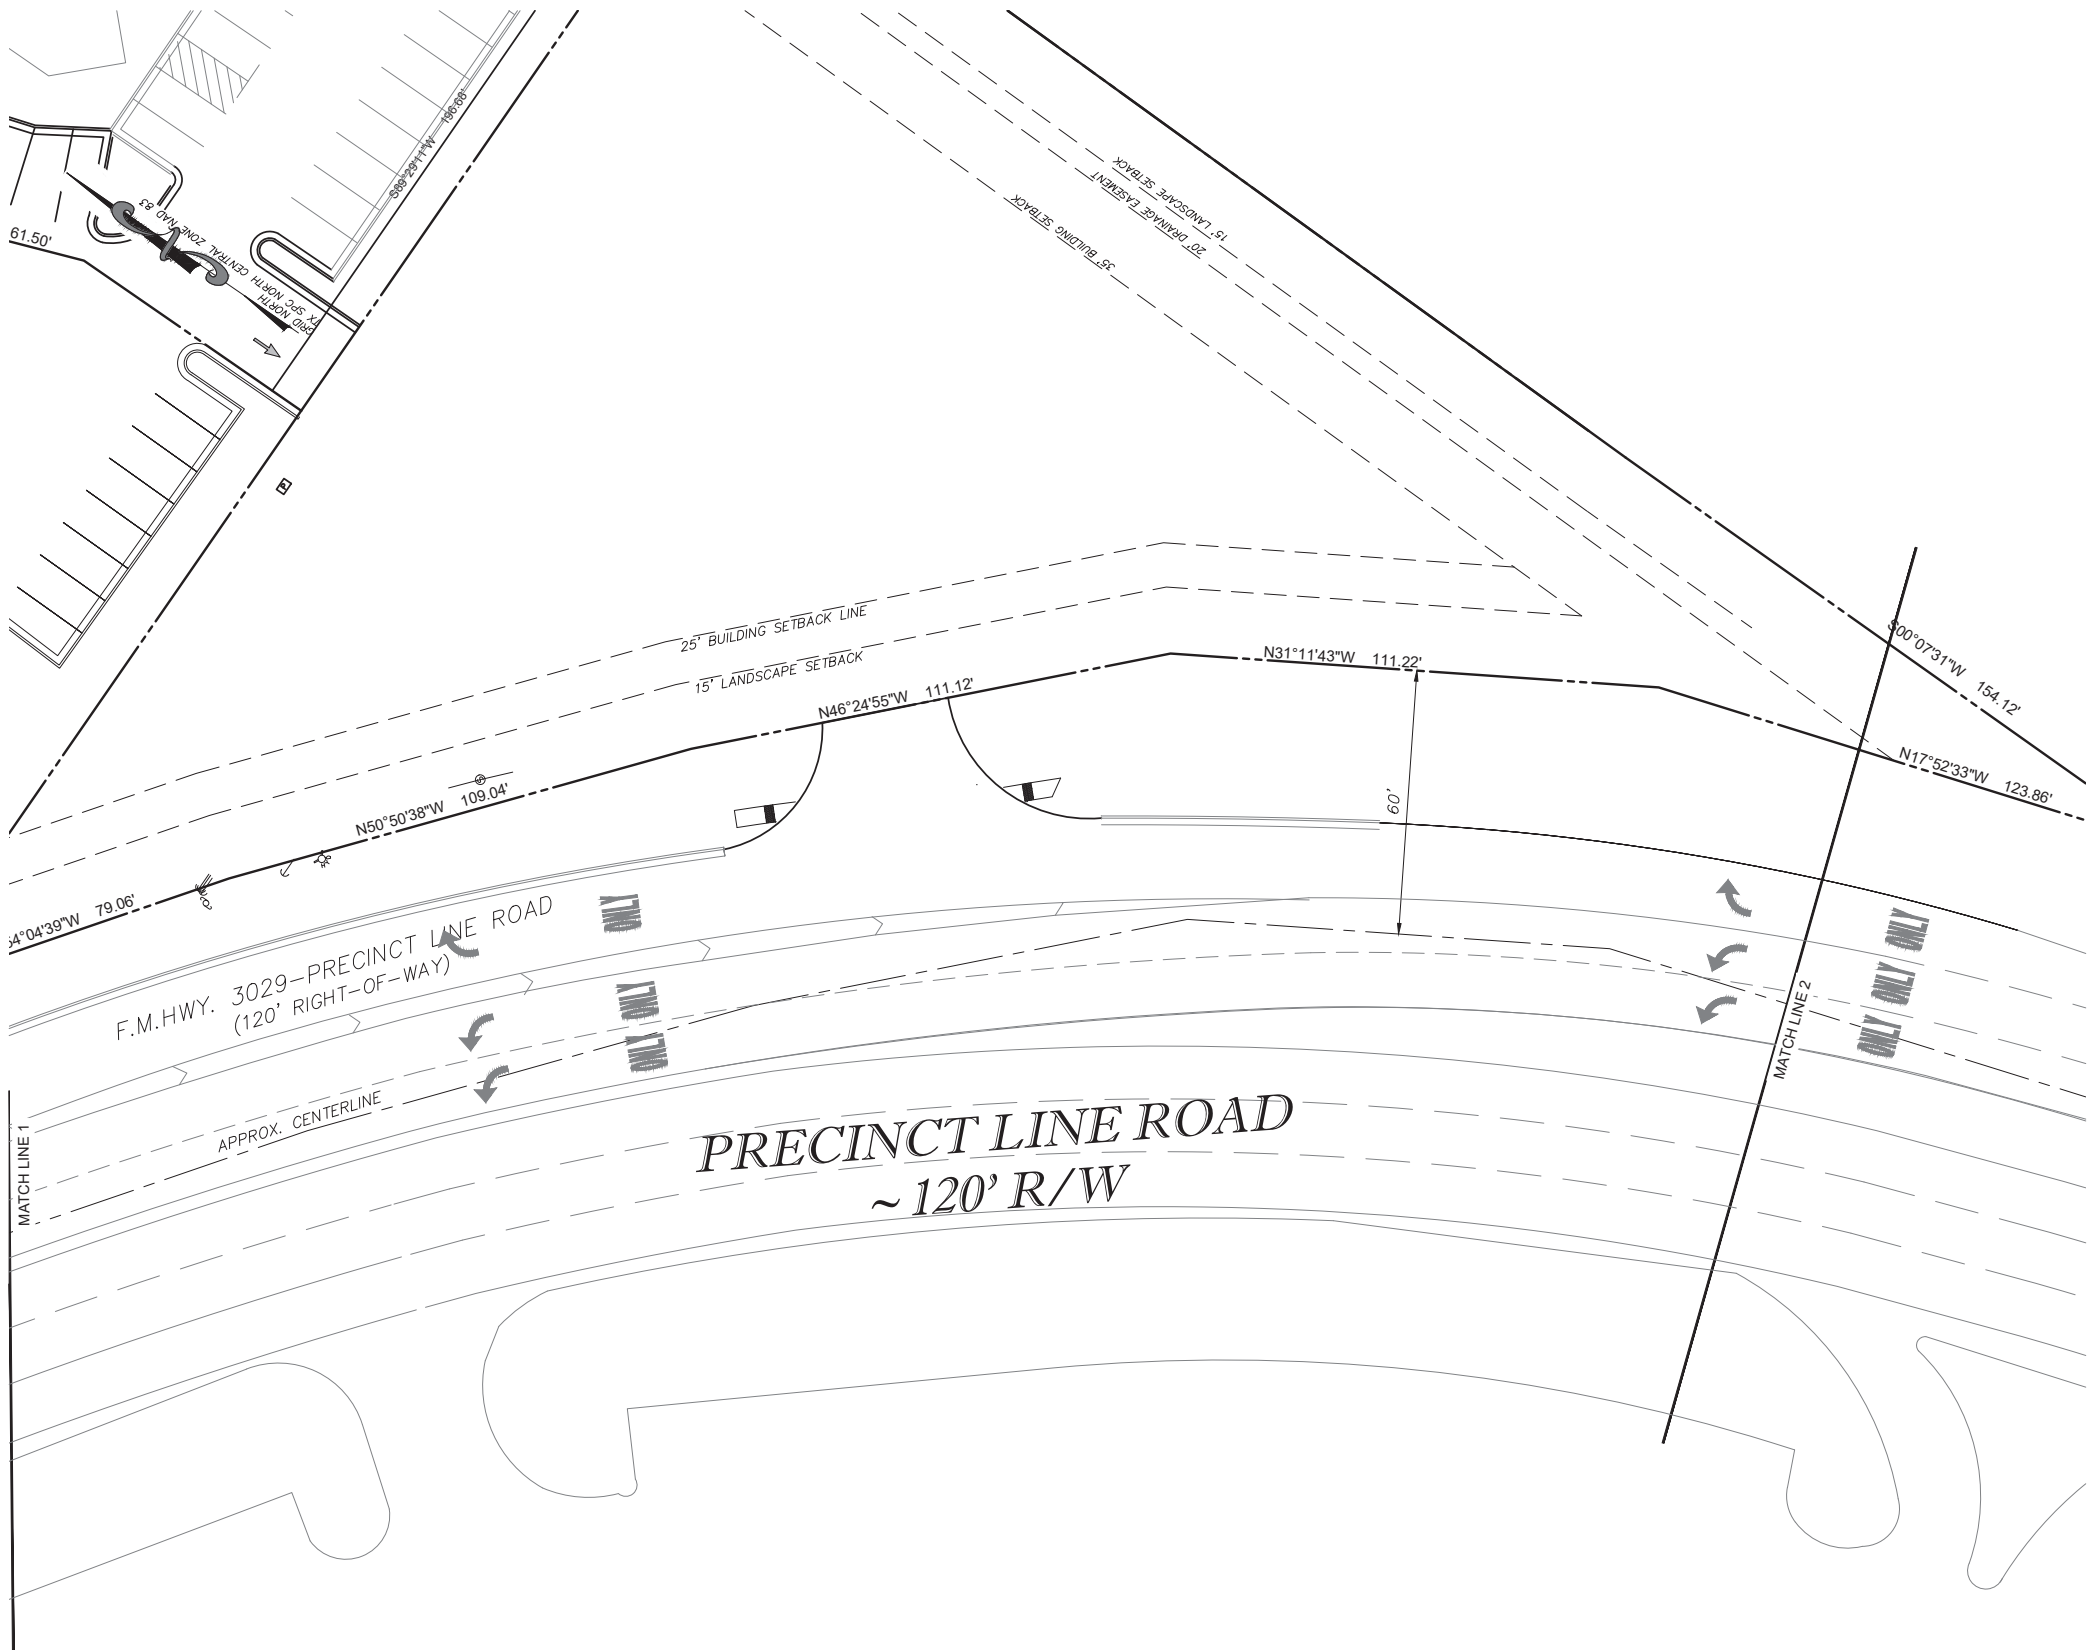 S89°29'11"W 196.68'
61.50'
GRID NORTH
TX SPC NORTH CENTRAL ZONE NAD 83
15' LANDSCAPE SETBACK
20' DRAINAGE EASEMENT
35' BUILDING SETBACK
P
25' BUILDING SETBACK LINE
15' LANDSCAPE SETBACK
S00°07'31"W 154.12'
N31°11'43"W 111.22'
N46°24'55"W 111.12'
N17°52'33"W 123.86'
N50°50'38"W 109.04'
S
60'
54°04'39"W 79.06'
F.M.HWY. 3029-PRECINCT LINE ROAD
(120' RIGHT-OF-WAY)
ONLY
ONLY
ONLY
ONLY
ONLY
ONLY
MATCH LINE 2
APPROX. CENTERLINE
MATCH LINE 1
PRECINCT LINE ROAD
~120' R/W